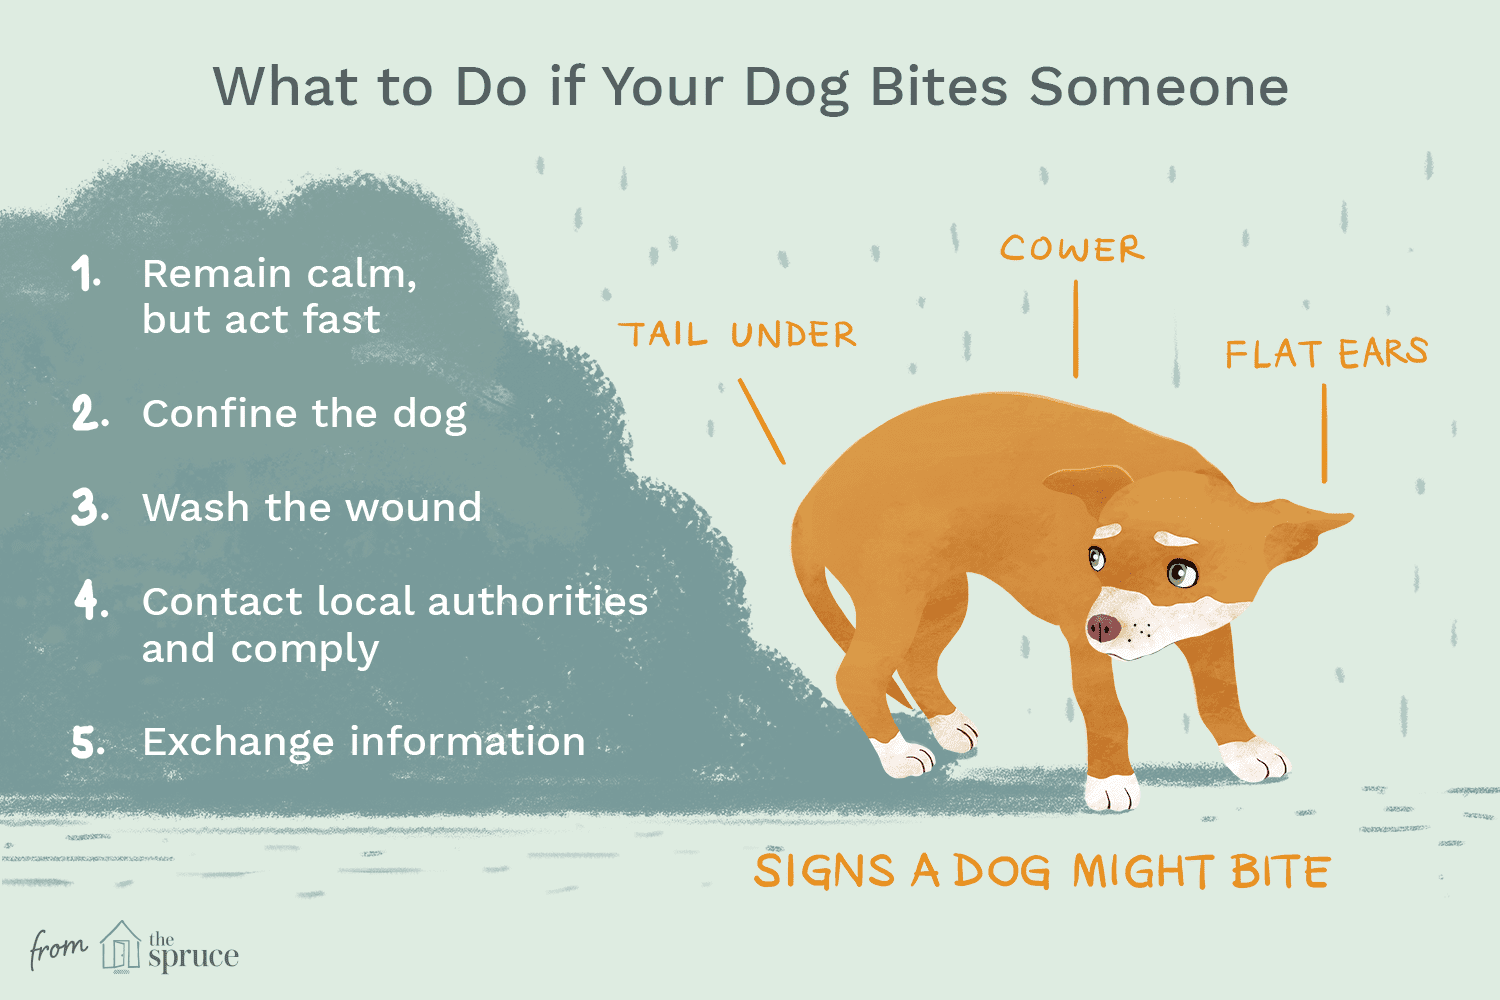 What to Do if Your Dog Bites Someone
1. Remain calm,
but act fast
2. Confine the dog
3. Wash the wound
4. Contact local authorities
and comply
5. Exchange information
TAIL UNDER
COWER
FLAT EARS
SIGNS A DOG MIGHT BITE
from the spruce